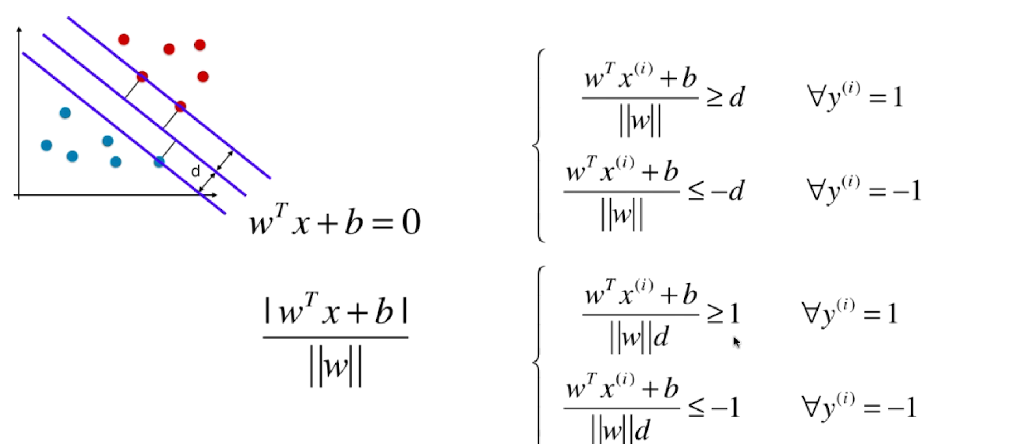 d
w^T x + b = 0
|w^T x + b| / ||w||
(w^T x^(i) + b) / ||w|| ≥ d ∀y^(i) = 1
(w^T x^(i) + b) / ||w|| ≤ -d ∀y^(i) = -1
(w^T x^(i) + b) / ||w||d ≥ 1 ∀y^(i) = 1
(w^T x^(i) + b) / ||w||d ≤ -1 ∀y^(i) = -1